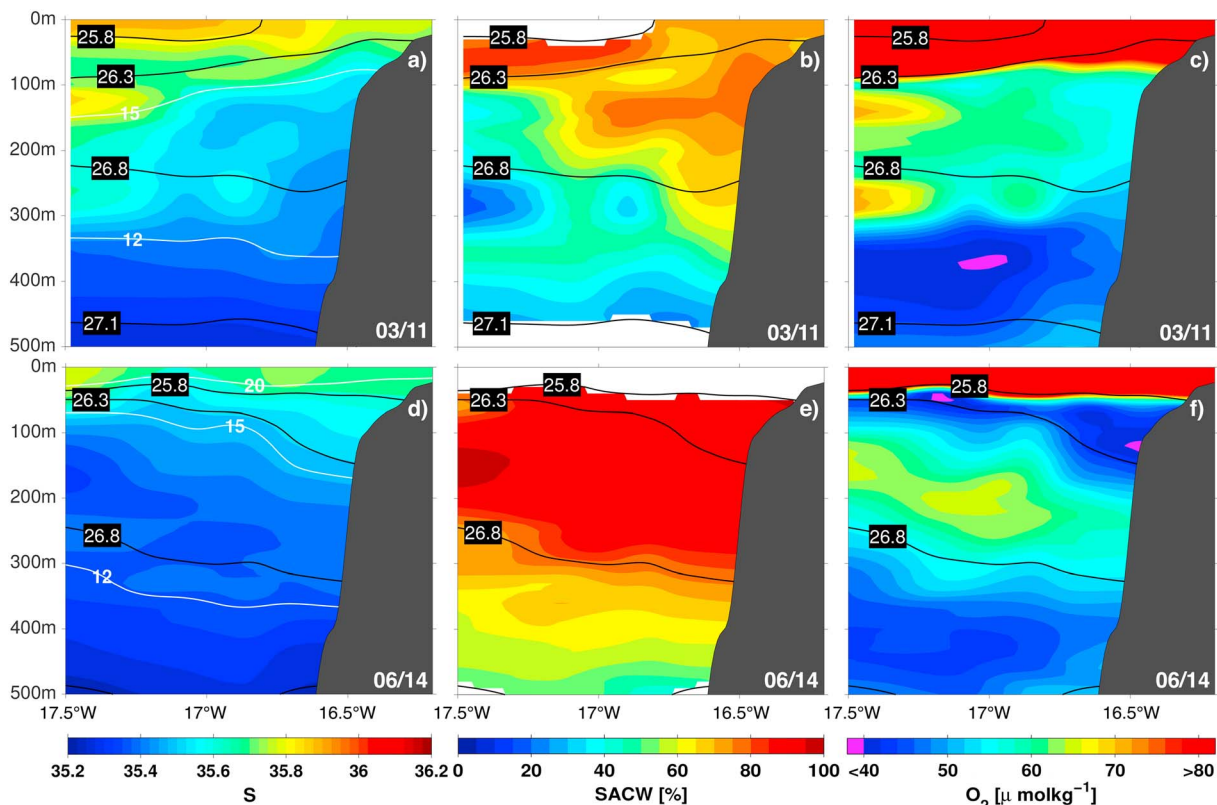 0m
100m
200m
300m
400m
500m
25.8
26.3
15
26.8
12
27.1
a)
03/11
25.8
26.3
26.8
27.1
b)
03/11
25.8
26.3
26.8
27.1
c)
03/11
0m
100m
200m
300m
400m
500m
25.8
20
26.3
15
26.8
12
d)
06/14
25.8
26.3
26.8
e)
06/14
25.8
26.3
26.8
f)
06/14
17.5°W 17°W 16.5°W
17.5°W 17°W 16.5°W
17.5°W 17°W 16.5°W
35.2 35.4 35.6 35.8 36 36.2
S
0 20 40 60 80 100
SACW [%]
<40 50 60 70 >80
O₂ [μ molkg⁻¹]